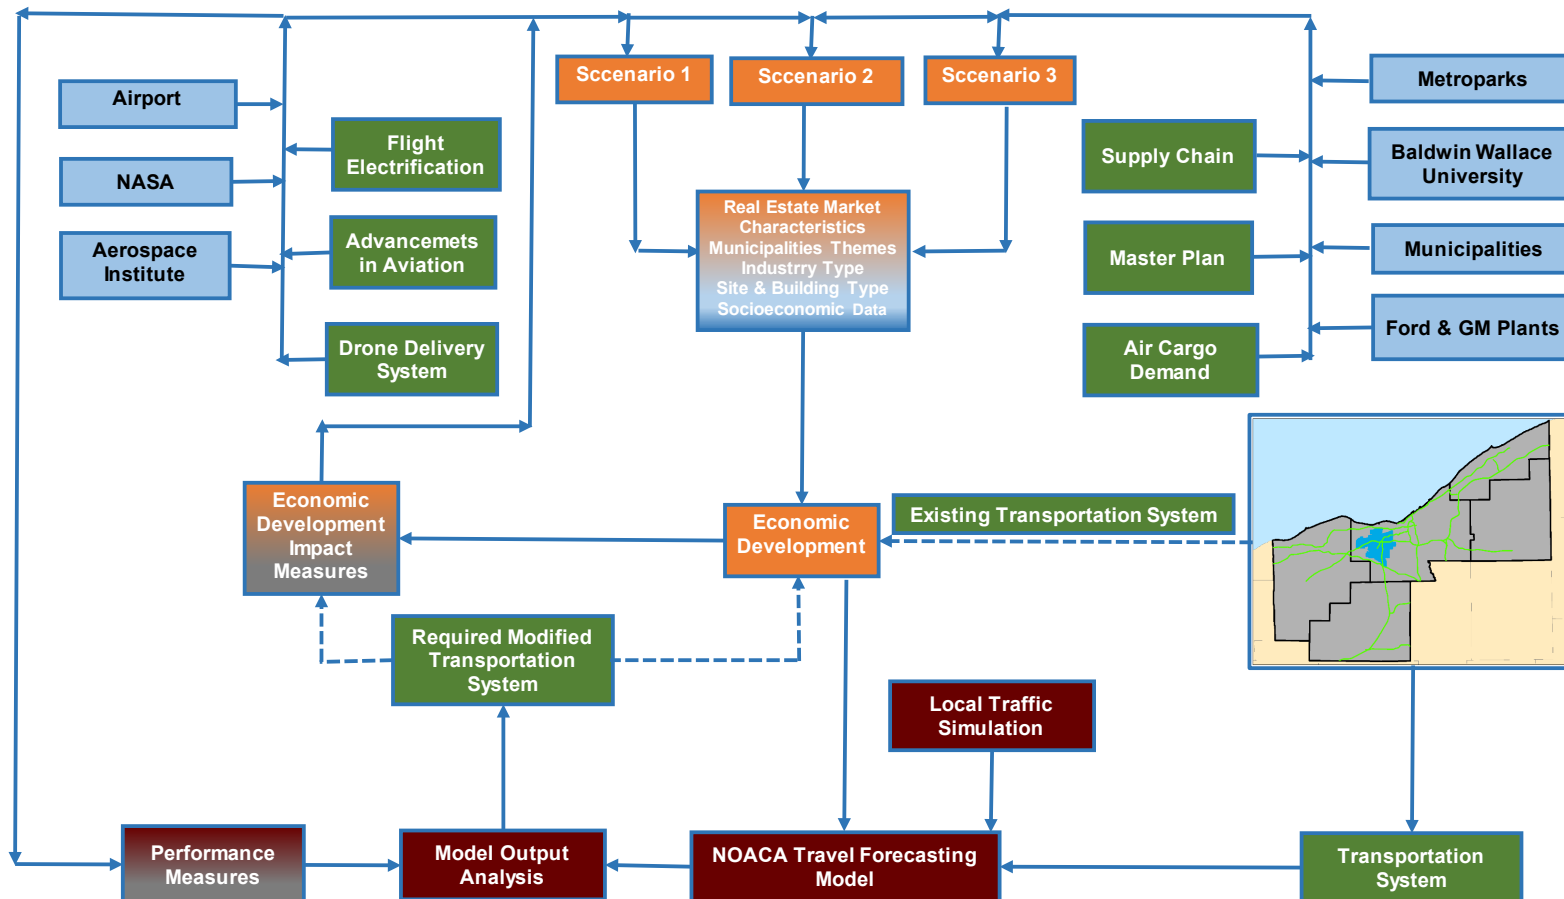 Sccenario 1
Sccenario 2
Sccenario 3
Airport
NASA
Aerospace
Institute
Flight
Electrification
Advancemets
in Aviation
Drone Delivery
System
Real Estate Market
Characteristics
Municipalities Themes
Industrry Type
Site & Building Type
Socioeconomic Data
Supply Chain
Master Plan
Air Cargo
Demand
Metroparks
Baldwin Wallace
University
Municipalities
Ford & GM Plants
Economic
Development
Impact
Measures
Economic
Development
Existing Transportation System
Required Modified
Transportation
System
Local Traffic
Simulation
Performance
Measures
Model Output
Analysis
NOACA Travel Forecasting
Model
Transportation
System